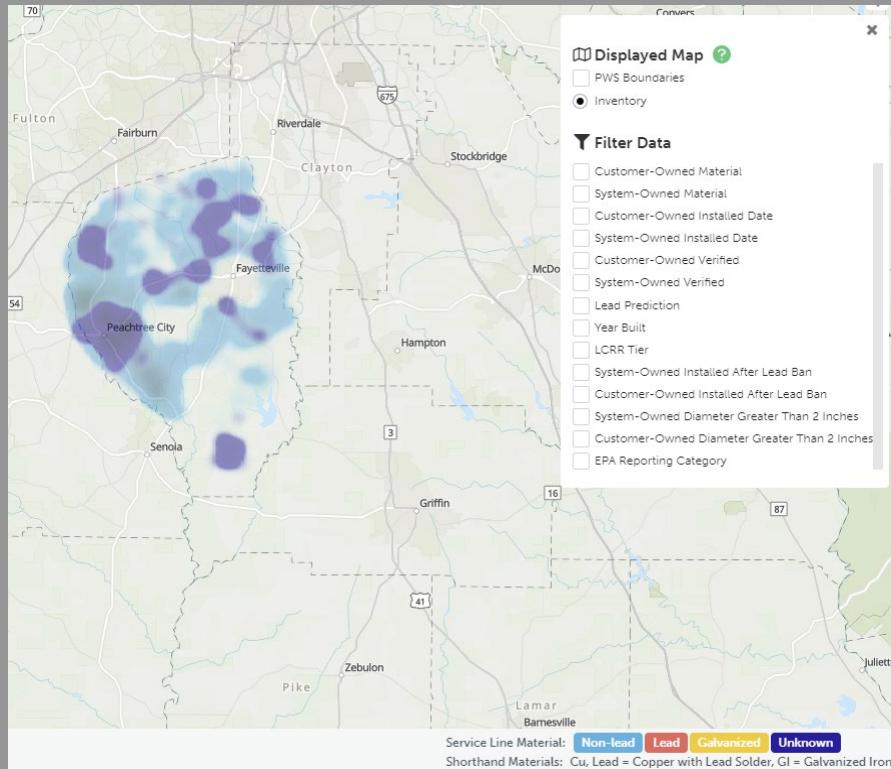 70
Conyers
Fulton
675
Riverdale
Fairburn
Clayton
Stockbridge
Fayetteville
McDo
54
Peachtree City
Hampton
3
Senoia
16
Griffin
87
41
Zebulon
Juliett
Pike
Lamar
Barnesville
×
Displayed Map ?
PWS Boundaries
Inventory
Filter Data
Customer-Owned Material
System-Owned Material
Customer-Owned Installed Date
System-Owned Installed Date
Customer-Owned Verified
System-Owned Verified
Lead Prediction
Year Built
LCRR Tier
System-Owned Installed After Lead Ban
Customer-Owned Installed After Lead Ban
System-Owned Diameter Greater Than 2 Inches
Customer-Owned Diameter Greater Than 2 Inches
EPA Reporting Category
Service Line Material: Non-lead Lead Galvanized Unknown
Shorthand Materials: Cu, Lead = Copper with Lead Solder, GI = Galvanized Iron